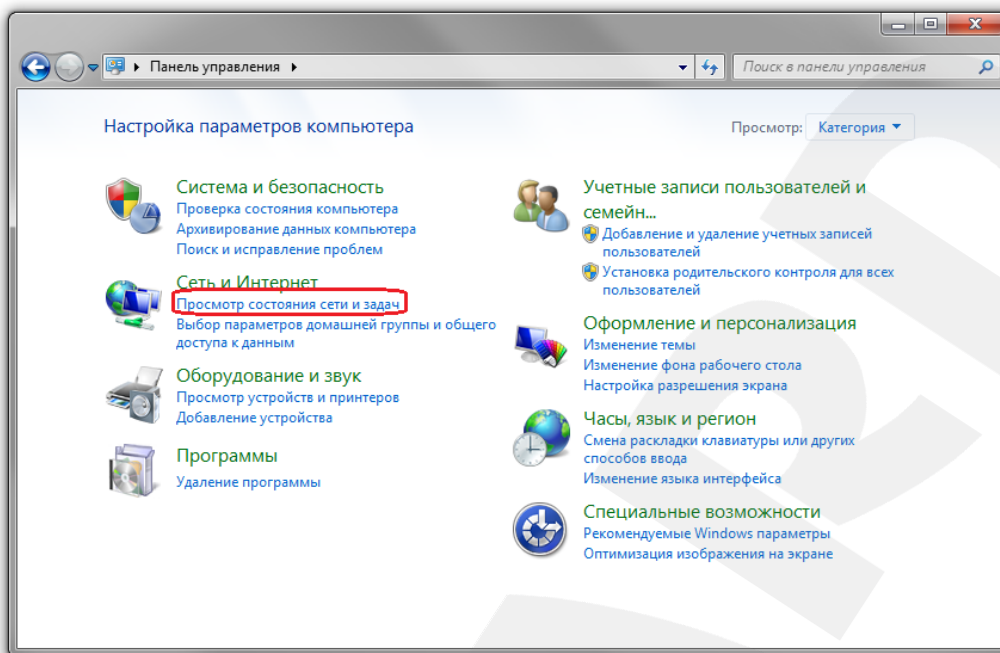 Панель управления
Поиск в панели управления
Настройка параметров компьютера
Просмотр: Категория
Система и безопасность
Проверка состояния компьютера
Архивирование данных компьютера
Поиск и исправление проблем
Сеть и Интернет
Просмотр состояния сети и задач
Выбор параметров домашней группы и общего
доступа к данным
Оборудование и звук
Просмотр устройств и принтеров
Добавление устройства
Программы
Удаление программы
Учетные записи пользователей и
семейн...
Добавление и удаление учетных записей
пользователей
Установка родительского контроля для всех
пользователей
Оформление и персонализация
Изменение темы
Изменение фона рабочего стола
Настройка разрешения экрана
Часы, язык и регион
Смена раскладки клавиатуры или других
способов ввода
Изменение языка интерфейса
Специальные возможности
Рекомендуемые Windows параметры
Оптимизация изображения на экране